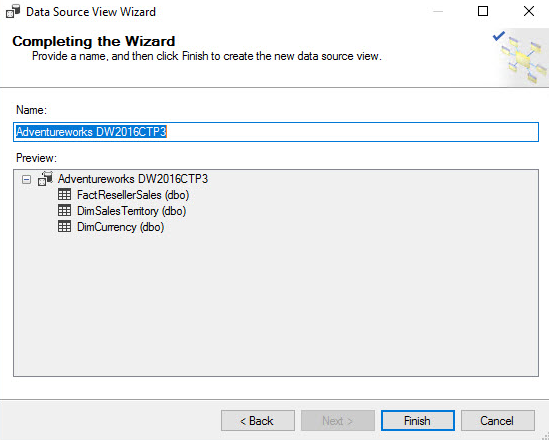 Data Source View Wizard
Completing the Wizard
Provide a name, and then click Finish to create the new data source view.
Name:
Adventureworks DW2016CTP3
Preview:
Adventureworks DW2016CTP3
FactResellerSales (dbo)
DimSalesTerritory (dbo)
DimCurrency (dbo)
< Back Next > Finish Cancel